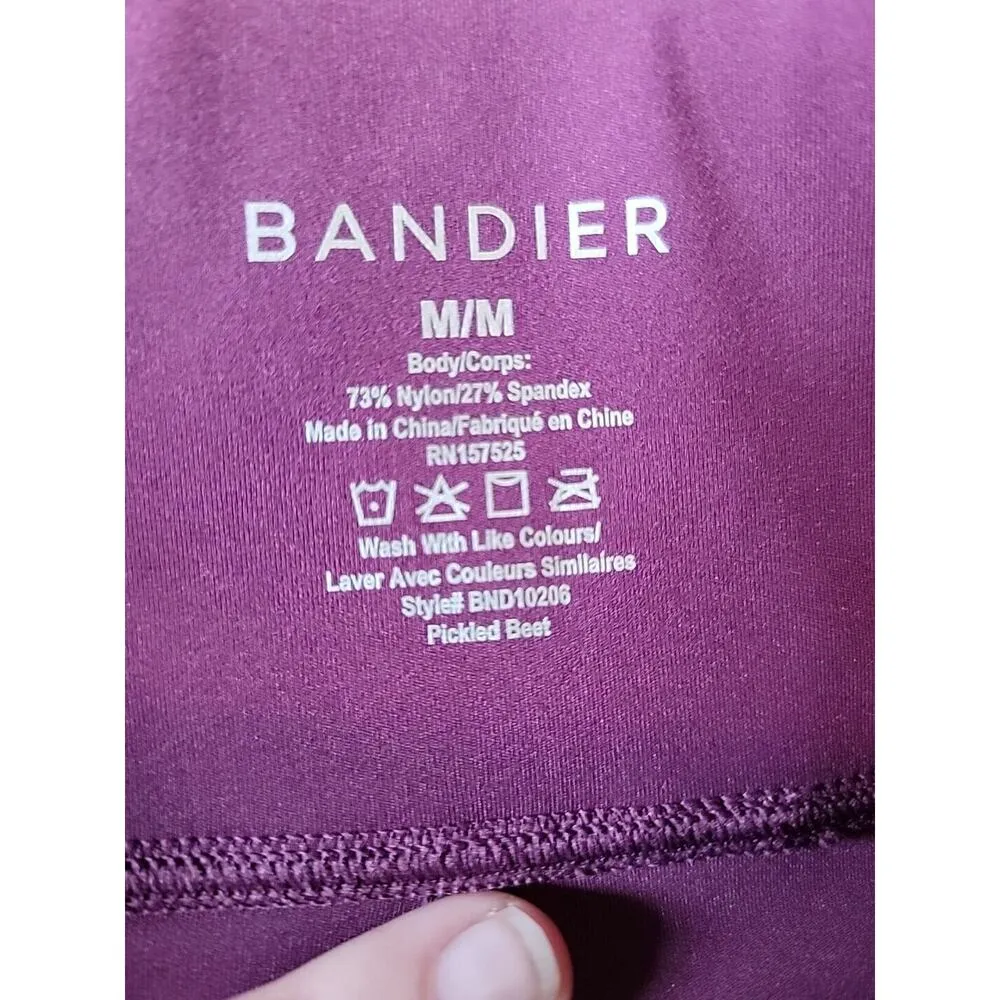 BANDIER
M/M
Body/Corps:
73% Nylon/27% Spandex
Made in China/Fabriqué en Chine
RN157525
Wash With Like Colours/
Laver Avec Couleurs Similaires
Style# BND10206
Pickled Beet